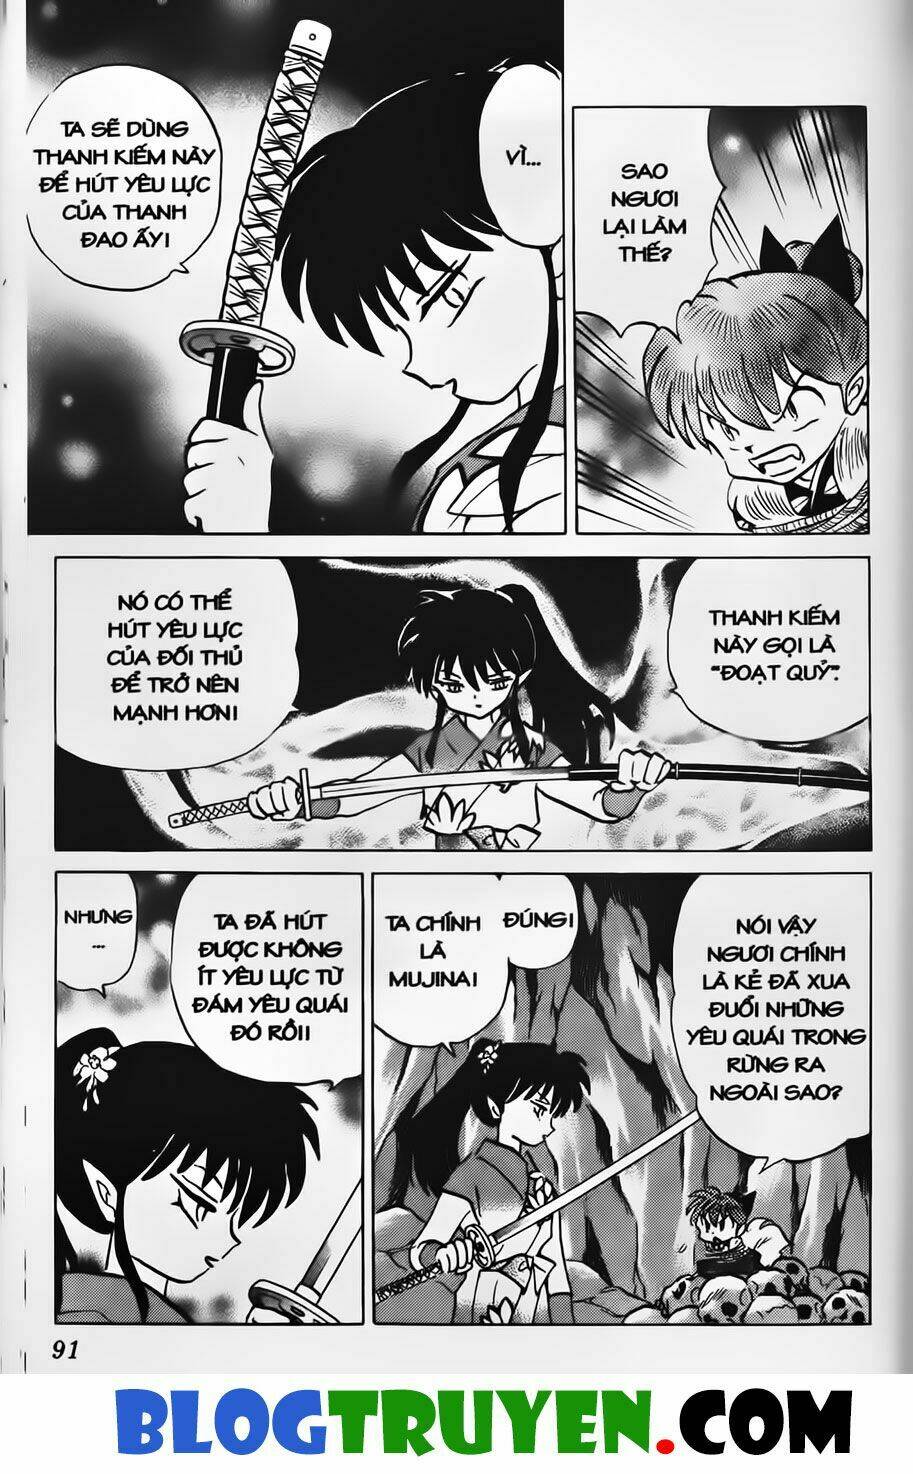 SAO
NGƯƠI
LẠI LÀM
THẾ?
VÌ...
TA SẼ DÙNG
THANH KIẾM NÀY
ĐỂ HÚT YÊU LỰC
CỦA THANH
ĐAO ẤY!
THANH KIẾM
NÀY GỌI LÀ
"ĐOẠT QUỶ".
NÓ CÓ THỂ
HÚT YÊU LỰC
CỦA ĐỐI THỦ
ĐỂ TRỞ NÊN
MẠNH HƠN!
NÓI VẬY
NGƯƠI CHÍNH
LÀ KẺ ĐÃ XUA
ĐUỔI NHỮNG
YÊU QUÁI TRONG
RỪNG RA
NGOÀI SAO?
ĐÚNG!
TA CHÍNH
LÀ
MUJINA!
TA ĐÃ HÚT
ĐƯỢC KHÔNG
ÍT YÊU LỰC TỪ
ĐÁM YÊU QUÁI
ĐÓ RỒI!
NHƯNG
...
91
BLOGTRUYEN.COM